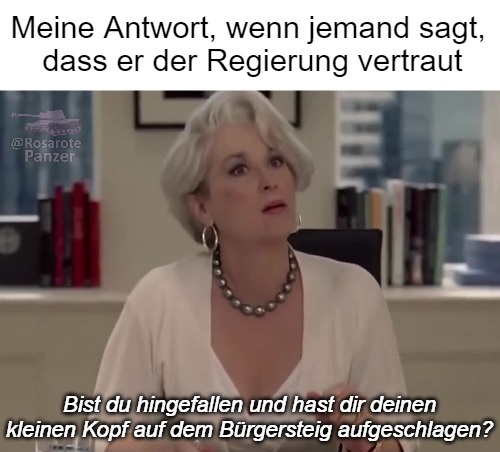 Meine Antwort, wenn jemand sagt,
dass er der Regierung vertraut
@Rosarote
Panzer
Bist du hingefallen und hast dir deinen
kleinen Kopf auf dem Bürgersteig aufgeschlagen?